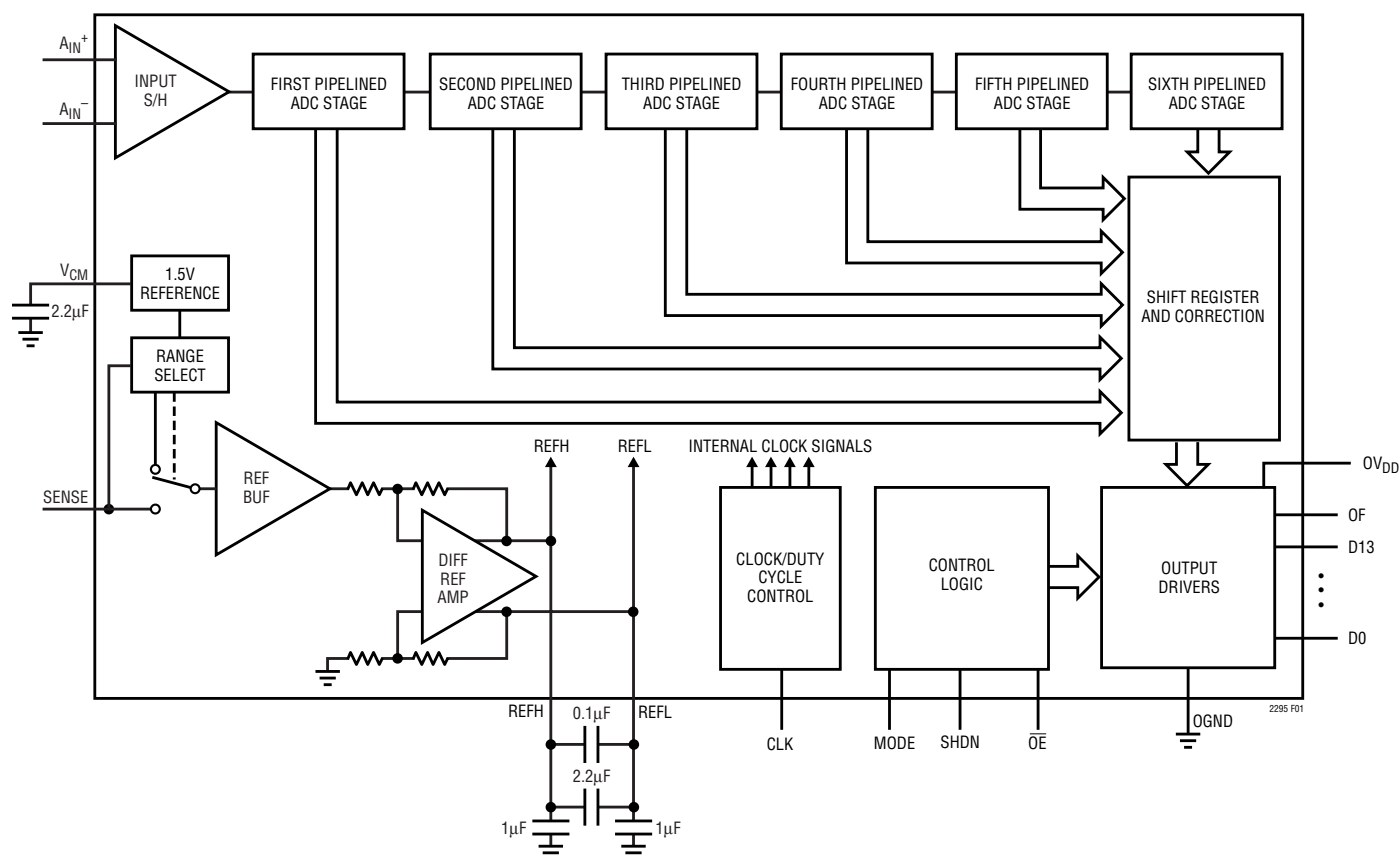 AIN+
AIN−
INPUT
S/H
FIRST PIPELINED
ADC STAGE
SECOND PIPELINED
ADC STAGE
THIRD PIPELINED
ADC STAGE
FOURTH PIPELINED
ADC STAGE
FIFTH PIPELINED
ADC STAGE
SIXTH PIPELINED
ADC STAGE
SHIFT REGISTER
AND CORRECTION
VCM
2.2µF
1.5V
REFERENCE
RANGE
SELECT
SENSE
REF
BUF
DIFF
REF
AMP
REFH
REFL
INTERNAL CLOCK SIGNALS
CLOCK/DUTY
CYCLE
CONTROL
CONTROL
LOGIC
OUTPUT
DRIVERS
OVDD
OF
D13
D0
REFH
0.1µF
REFL
2.2µF
1µF
1µF
CLK
MODE
SHDN
O̅E̅
OGND
2295 F01